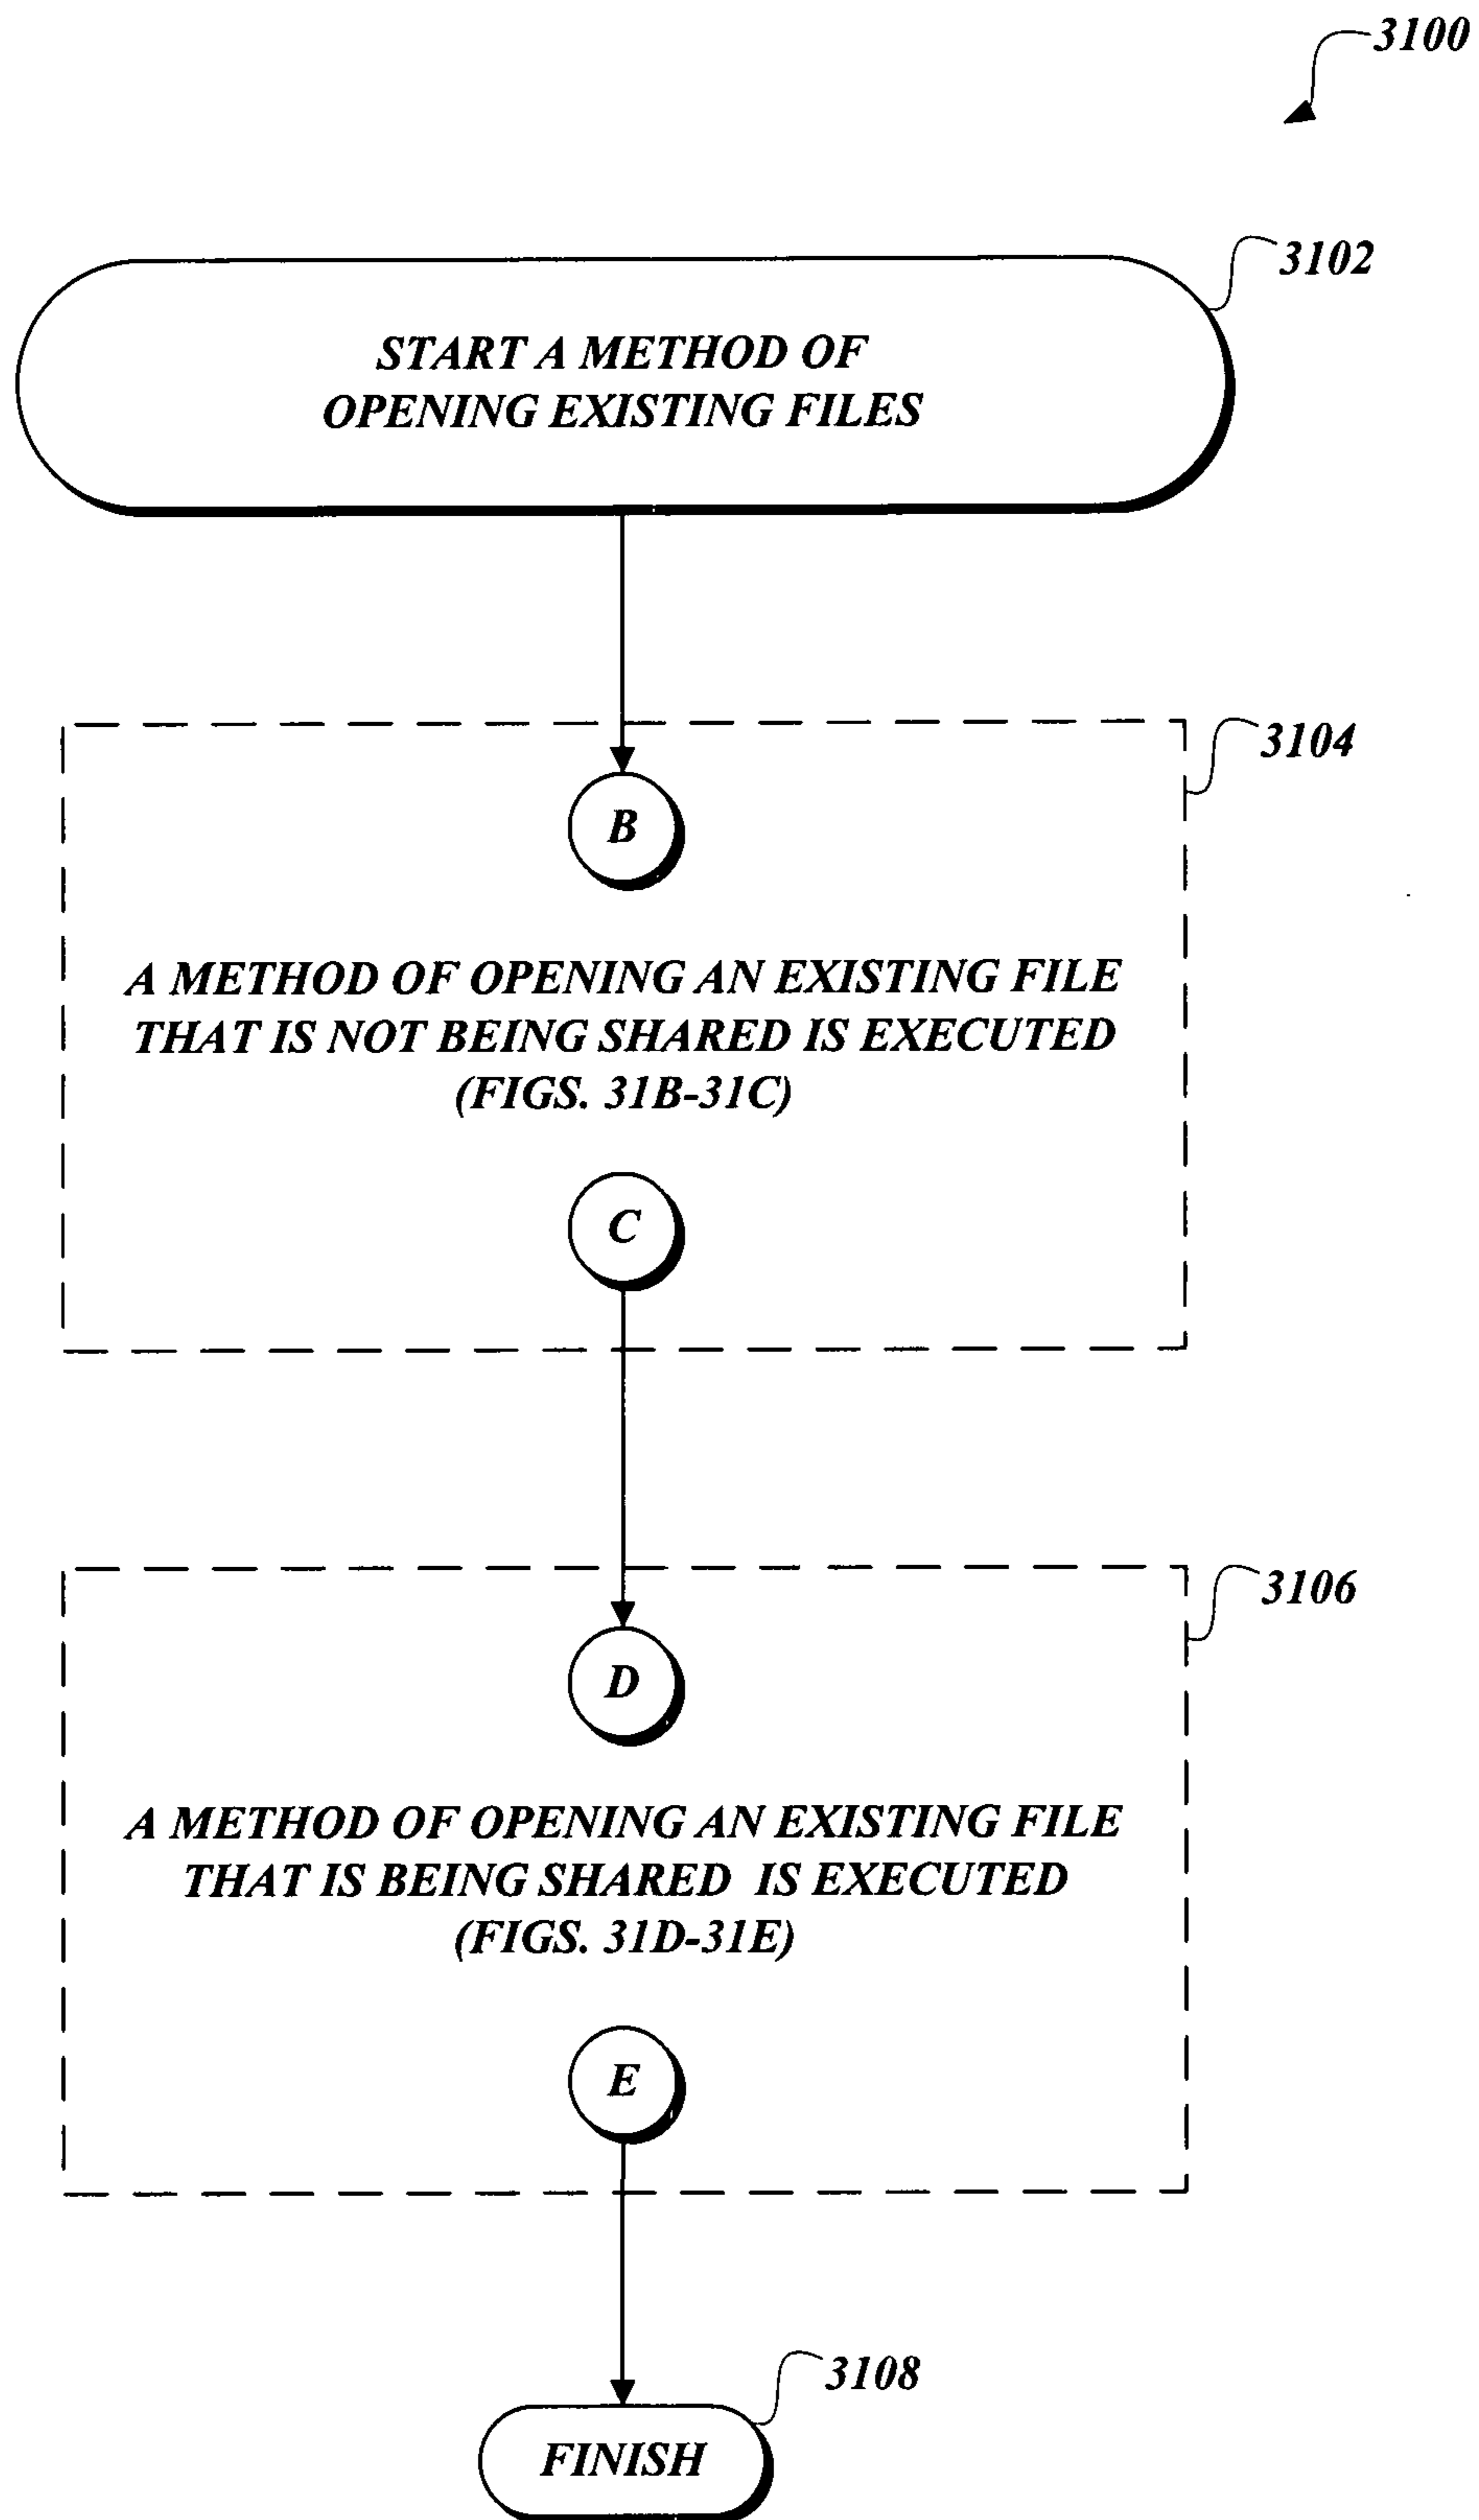 3100
3102
START A METHOD OF
OPENING EXISTING FILES
3104
B
A METHOD OF OPENING AN EXISTING FILE
THAT IS NOT BEING SHARED IS EXECUTED
(FIGS. 31B-31C)
C
3106
D
A METHOD OF OPENING AN EXISTING FILE
THAT IS BEING SHARED IS EXECUTED
(FIGS. 31D-31E)
E
3108
FINISH